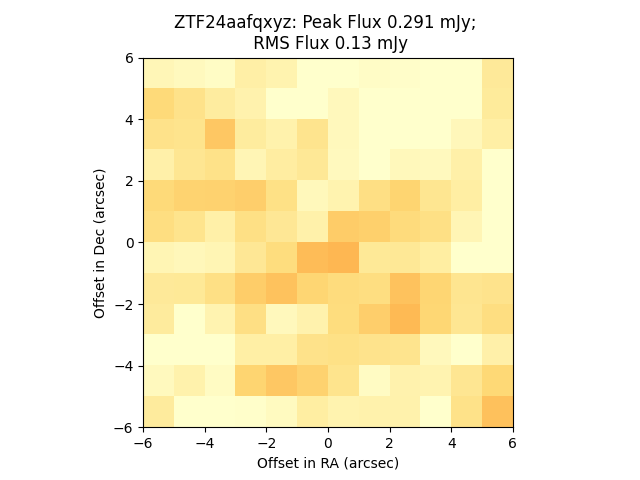 ZTF24aafqxyz: Peak Flux 0.291 mJy;
RMS Flux 0.13 mJy
6
4
2
0
−2
−4
−6
Offset in Dec (arcsec)
−6 −4 −2 0 2 4 6
Offset in RA (arcsec)